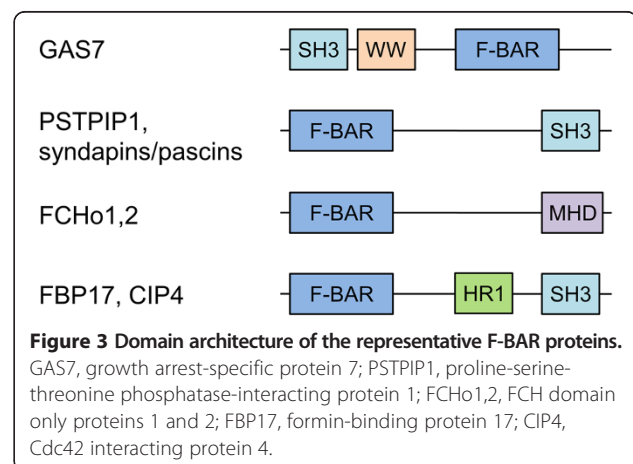 GAS7 SH3 WW F-BAR
PSTPIP1,
syndapins/pascins F-BAR SH3
FCHo1,2 F-BAR MHD
FBP17, CIP4 F-BAR HR1 SH3
Figure 3 Domain architecture of the representative F-BAR proteins.
GAS7, growth arrest-specific protein 7; PSTPIP1, proline-serine-
threonine phosphatase-interacting protein 1; FCHo1,2, FCH domain
only proteins 1 and 2; FBP17, formin-binding protein 17; CIP4,
Cdc42 interacting protein 4.